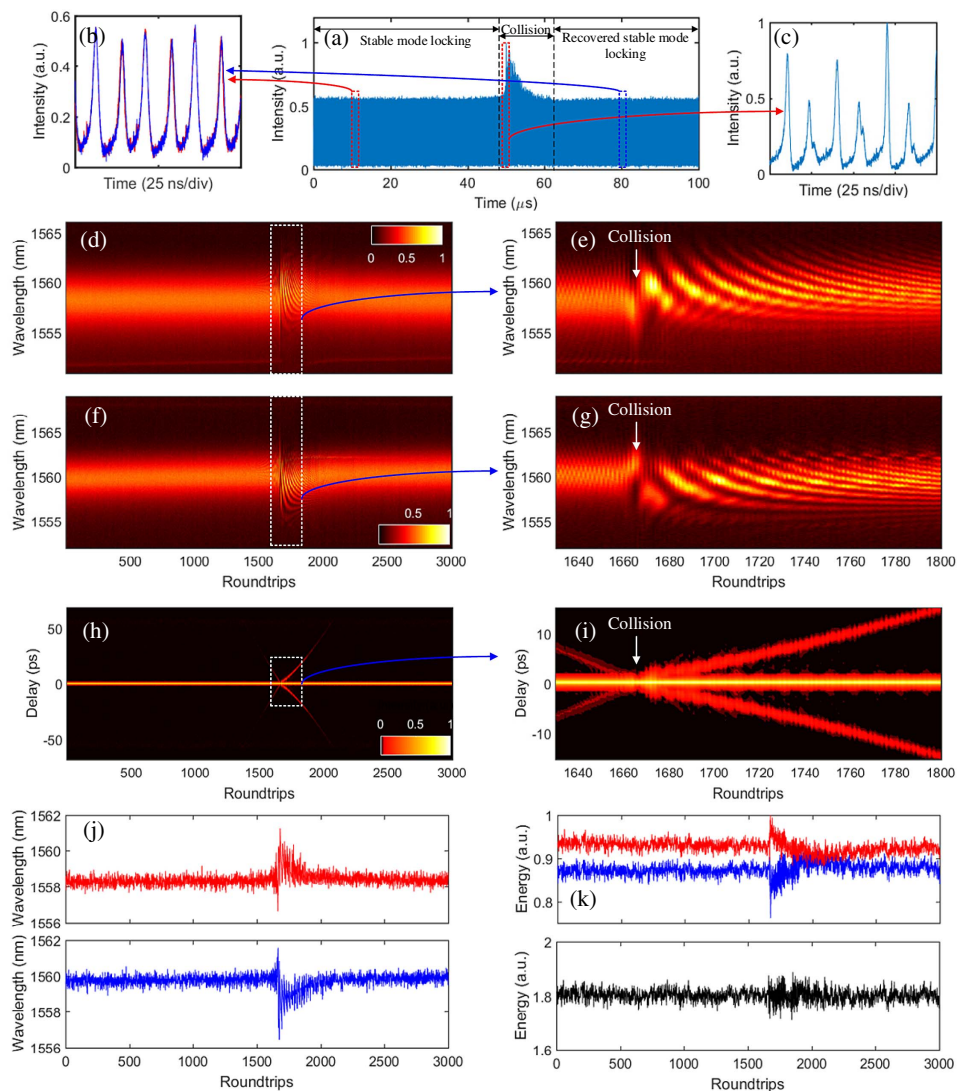 (b)
0.6
0.4
0.2
0
Intensity (a.u.)
Time (25 ns/div)
(a)
Stable mode locking
Collision
Recovered stable mode
locking
1
0.5
0
Intensity (a.u.)
0 20 40 60 80 100
Time (μs)
(c)
1
0.5
0
Intensity (a.u.)
Time (25 ns/div)
(d)
1565
1560
1555
Wavelength (nm)
0 0.5 1
(e)
Collision
1565
1560
1555
Wavelength (nm)
(f)
1565
1560
1555
Wavelength (nm)
0.5 1
500 1000 1500 2000 2500 3000
Roundtrips
(g)
Collision
1565
1560
1555
Wavelength (nm)
1640 1660 1680 1700 1720 1740 1760 1780 1800
Roundtrips
(h)
50
0
-50
Delay (ps)
0 0.5 1
500 1000 1500 2000 2500 3000
Roundtrips
(i)
Collision
10
0
-10
Delay (ps)
1640 1660 1680 1700 1720 1740 1760 1780 1800
Roundtrips
(j)
1562
1560
1558
1556
Wavelength (nm)
1562
1560
1558
1556
Wavelength (nm)
0 500 1000 1500 2000 2500 3000
Roundtrips
(k)
1
0.9
0.8
Energy (a.u.)
0 500 1000 1500 2000 2500 3000
2
1.8
1.6
Energy (a.u.)
0 500 1000 1500 2000 2500 3000
Roundtrips